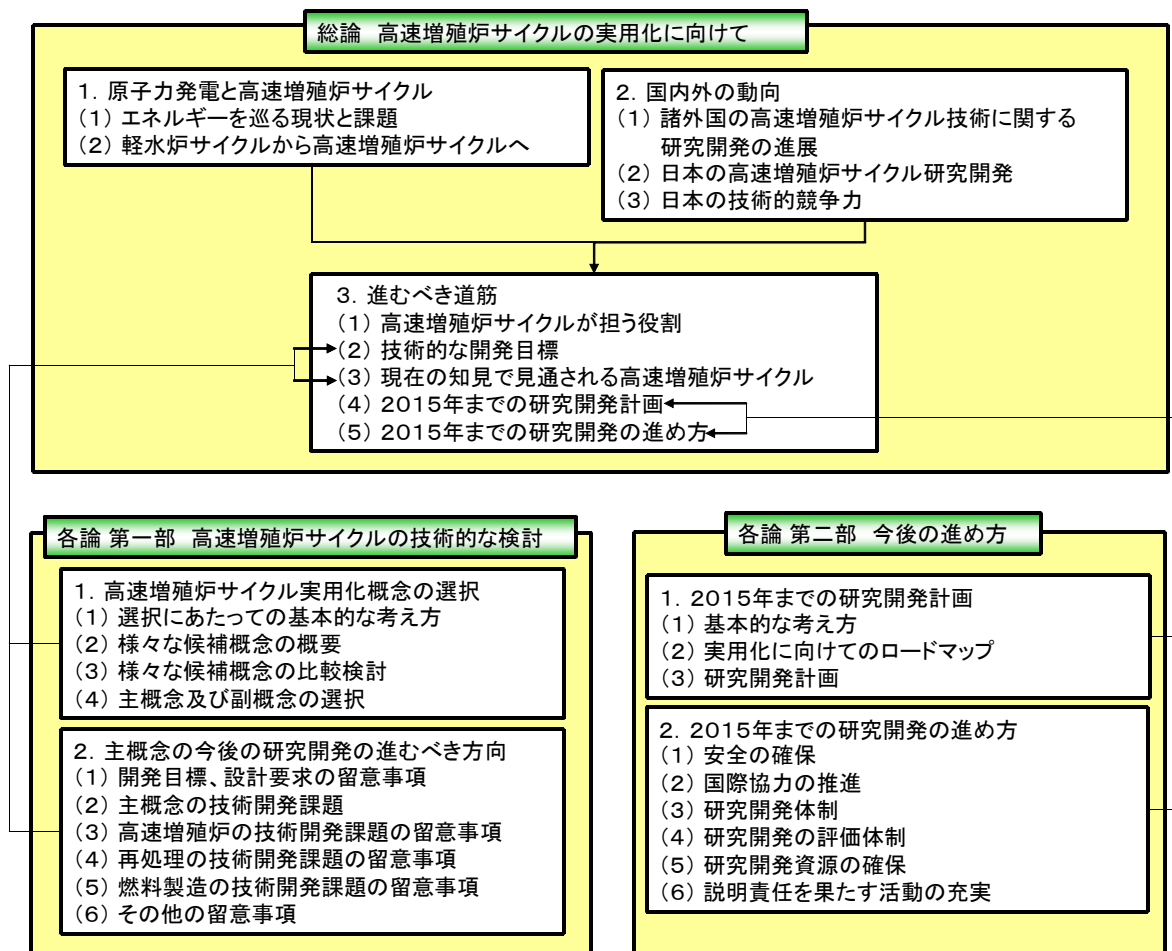 総論 高速増殖炉サイクルの実用化に向けて
1．原子力発電と高速増殖炉サイクル
（1）エネルギーを巡る現状と課題
（2）軽水炉サイクルから高速増殖炉サイクルへ
2．国内外の動向
（1）諸外国の高速増殖炉サイクル技術に関する
研究開発の進展
（2）日本の高速増殖炉サイクル研究開発
（3）日本の技術的競争力
3．進むべき道筋
（1）高速増殖炉サイクルが担う役割
（2）技術的な開発目標
（3）現在の知見で見通される高速増殖炉サイクル
（4）2015年までの研究開発計画
（5）2015年までの研究開発の進め方
各論 第一部 高速増殖炉サイクルの技術的な検討
1．高速増殖炉サイクル実用化概念の選択
（1）選択にあたっての基本的な考え方
（2）様々な候補概念の概要
（3）様々な候補概念の比較検討
（4）主概念及び副概念の選択
2．主概念の今後の研究開発の進むべき方向
（1）開発目標、設計要求の留意事項
（2）主概念の技術開発課題
（3）高速増殖炉の技術開発課題の留意事項
（4）再処理の技術開発課題の留意事項
（5）燃料製造の技術開発課題の留意事項
（6）その他の留意事項
各論 第二部 今後の進め方
1．2015年までの研究開発計画
（1）基本的な考え方
（2）実用化に向けてのロードマップ
（3）研究開発計画
2．2015年までの研究開発の進め方
（1）安全の確保
（2）国際協力の推進
（3）研究開発体制
（4）研究開発の評価体制
（5）研究開発資源の確保
（6）説明責任を果たす活動の充実